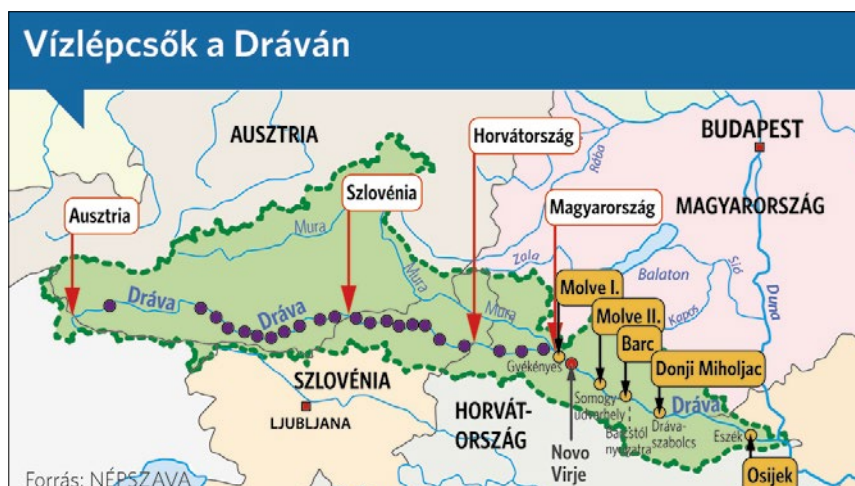 Vízlépcsők a Dráván
AUSZTRIA
Horvátország
BUDAPEST
Rába
Szlovénia
Ausztria
Magyarország
MAGYARORSZÁG
Mura
Mura
Zala
Sió
Balaton
Duna
Molve I.
Kapos
Dráva
Dráva
Mura
Molve II.
Barc
Gyékényes
Donji Miholjac
SZLOVÉNIA
Somogy-
udvarhely
Dráva
LJUBLJANA
HORVÁT-
ORSZÁG
Barcstól
nyugatra
Dráva-
szabolcs
Eszék
Novo
Virje
Osijek
Forrás: NÉPSZAVA